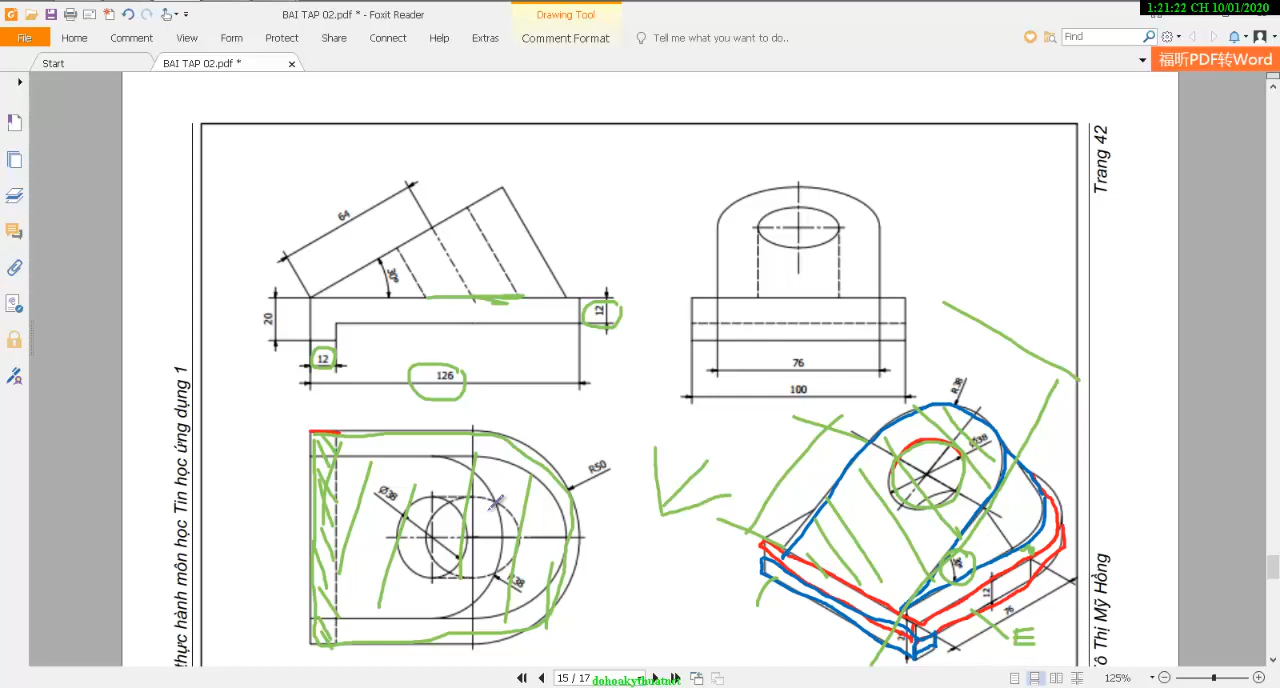 1:21:22 CH 10/01/2020
BAI TAP 02.pdf * - Foxit Reader
Drawing Tool
File Home Comment View Form Protect Share Connect Help Extras Comment Format Tell me what you want to do.. Find
Start BAI TAP 02.pdf * 福昕PDF转Word
Trang 42
64
30°
20
12
12
126
76
100
R38
Ø38
R50
Ø38
12
76
E
thực hành môn học Tin học ứng dụng 1
ô Thị Mỹ Hồng
15 / 17 dohoakythuatnet 125%